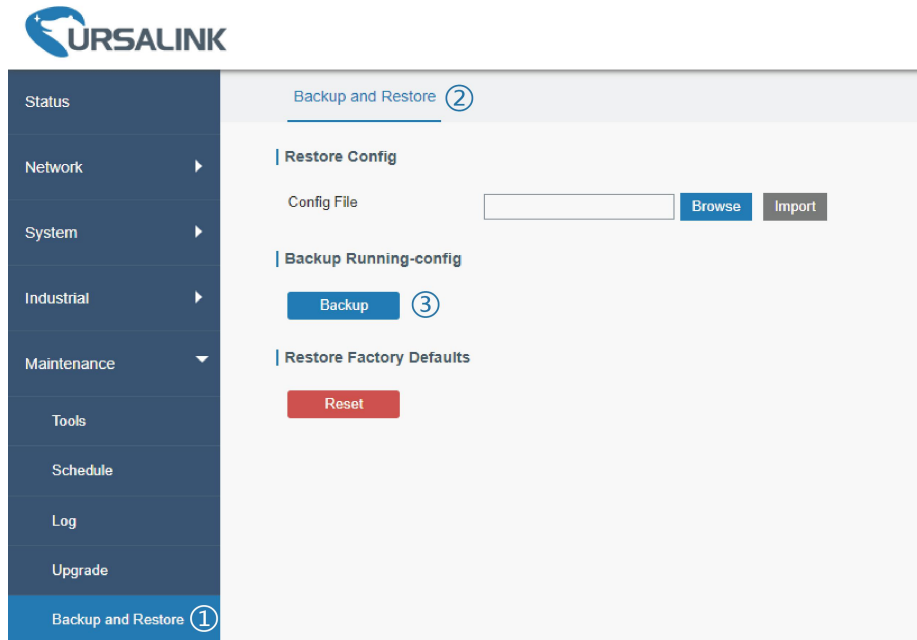 URSALINK
Status
Network
System
Industrial
Maintenance
Tools
Schedule
Log
Upgrade
Backup and Restore ①
Backup and Restore ②
Restore Config
Config File Browse Import
Backup Running-config
Backup ③
Restore Factory Defaults
Reset